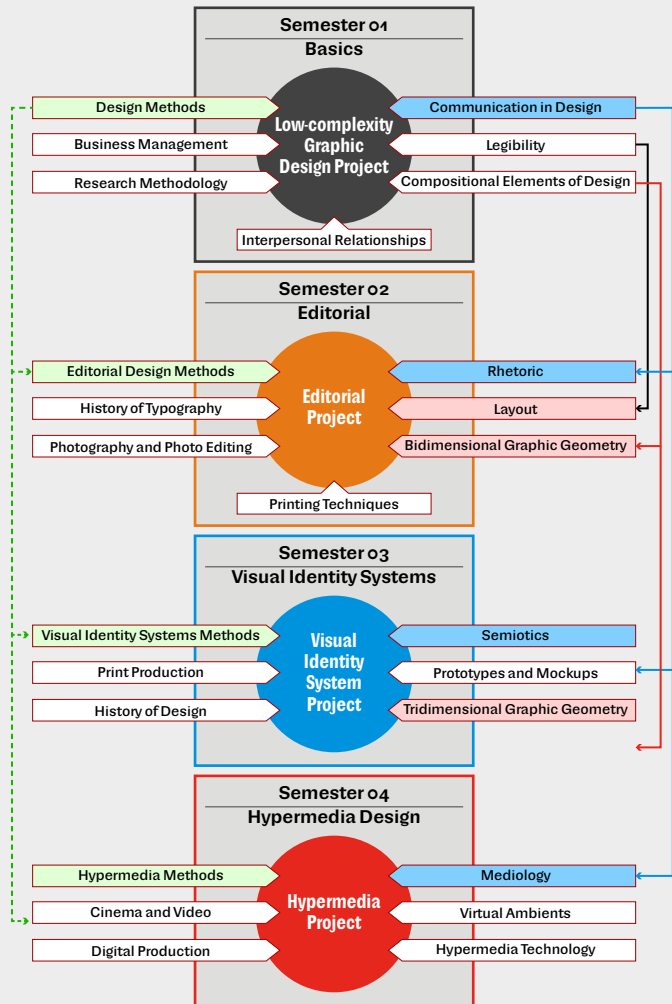 Semester 01
Basics
Design Methods
Business Management
Research Methodology
Low-complexity
Graphic
Design Project
Communication in Design
Legibility
Compositional Elements of Design
Interpersonal Relationships
Semester 02
Editorial
Editorial Design Methods
History of Typography
Photography and Photo Editing
Editorial
Project
Rhetoric
Layout
Bidimensional Graphic Geometry
Printing Techniques
Semester 03
Visual Identity Systems
Visual Identity Systems Methods
Print Production
History of Design
Visual
Identity
System
Project
Semiotics
Prototypes and Mockups
Tridimensional Graphic Geometry
Semester 04
Hypermedia Design
Hypermedia Methods
Cinema and Video
Digital Production
Hypermedia
Project
Mediology
Virtual Ambients
Hypermedia Technology